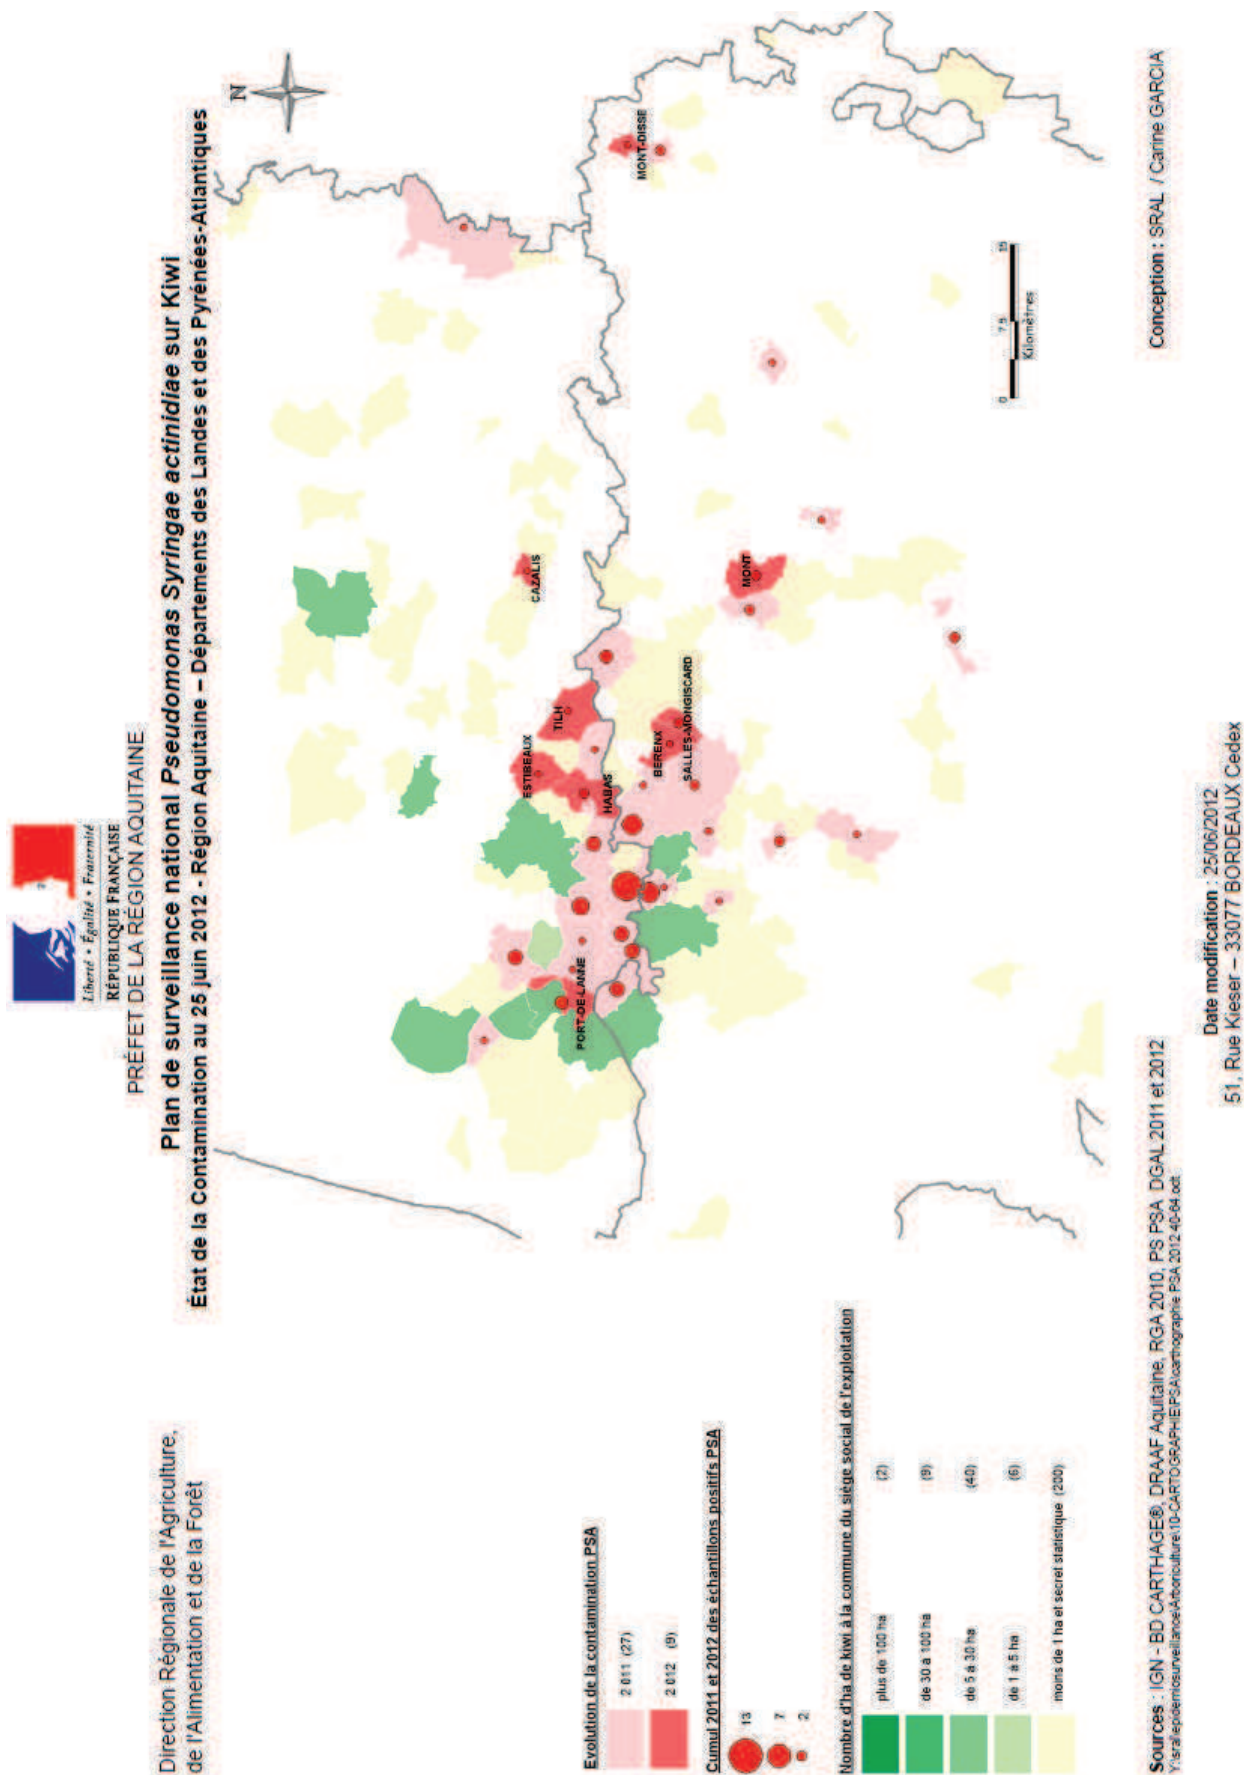 Liberté • Égalité • Fraternité
RÉPUBLIQUE FRANÇAISE
PRÉFET DE LA RÉGION AQUITAINE
Direction Régionale de l'Agriculture,
de l'Alimentation et de la Forêt
Plan de surveillance national Pseudomonas Syringae actinidiae sur Kiwi
État de la Contamination au 25 juin 2012 - Région Aquitaine – Départements des Landes et des Pyrénées-Atlantiques
N
CAZALIS
TILH
ESTIBEAUX
HABAS
PORT-DE-LANNE
BERENX
SALLES-MONGISCARD
MONT
MONT-DISSE
0 7.5 15
Kilomètres
Evolution de la contamination PSA
2 011 (27)
2 012 (9)
Cumul 2011 et 2012 des échantillons positifs PSA
13
7
2
Nombre d'ha de kiwi à la commune du siège social de l'exploitation
plus de 100 ha (2)
de 30 à 100 ha (9)
de 5 à 30 ha (40)
de 1 à 5 ha (6)
moins de 1 ha et secret statistique (200)
Sources : IGN - BD CARTHAGE®, DRAAF Aquitaine, RGA 2010, PS PSA DGAL 2011 et 2012
Conception : SRAL / Carine GARCIA
Date modification : 25/06/2012
51, Rue Kieser – 33077 BORDEAUX Cedex